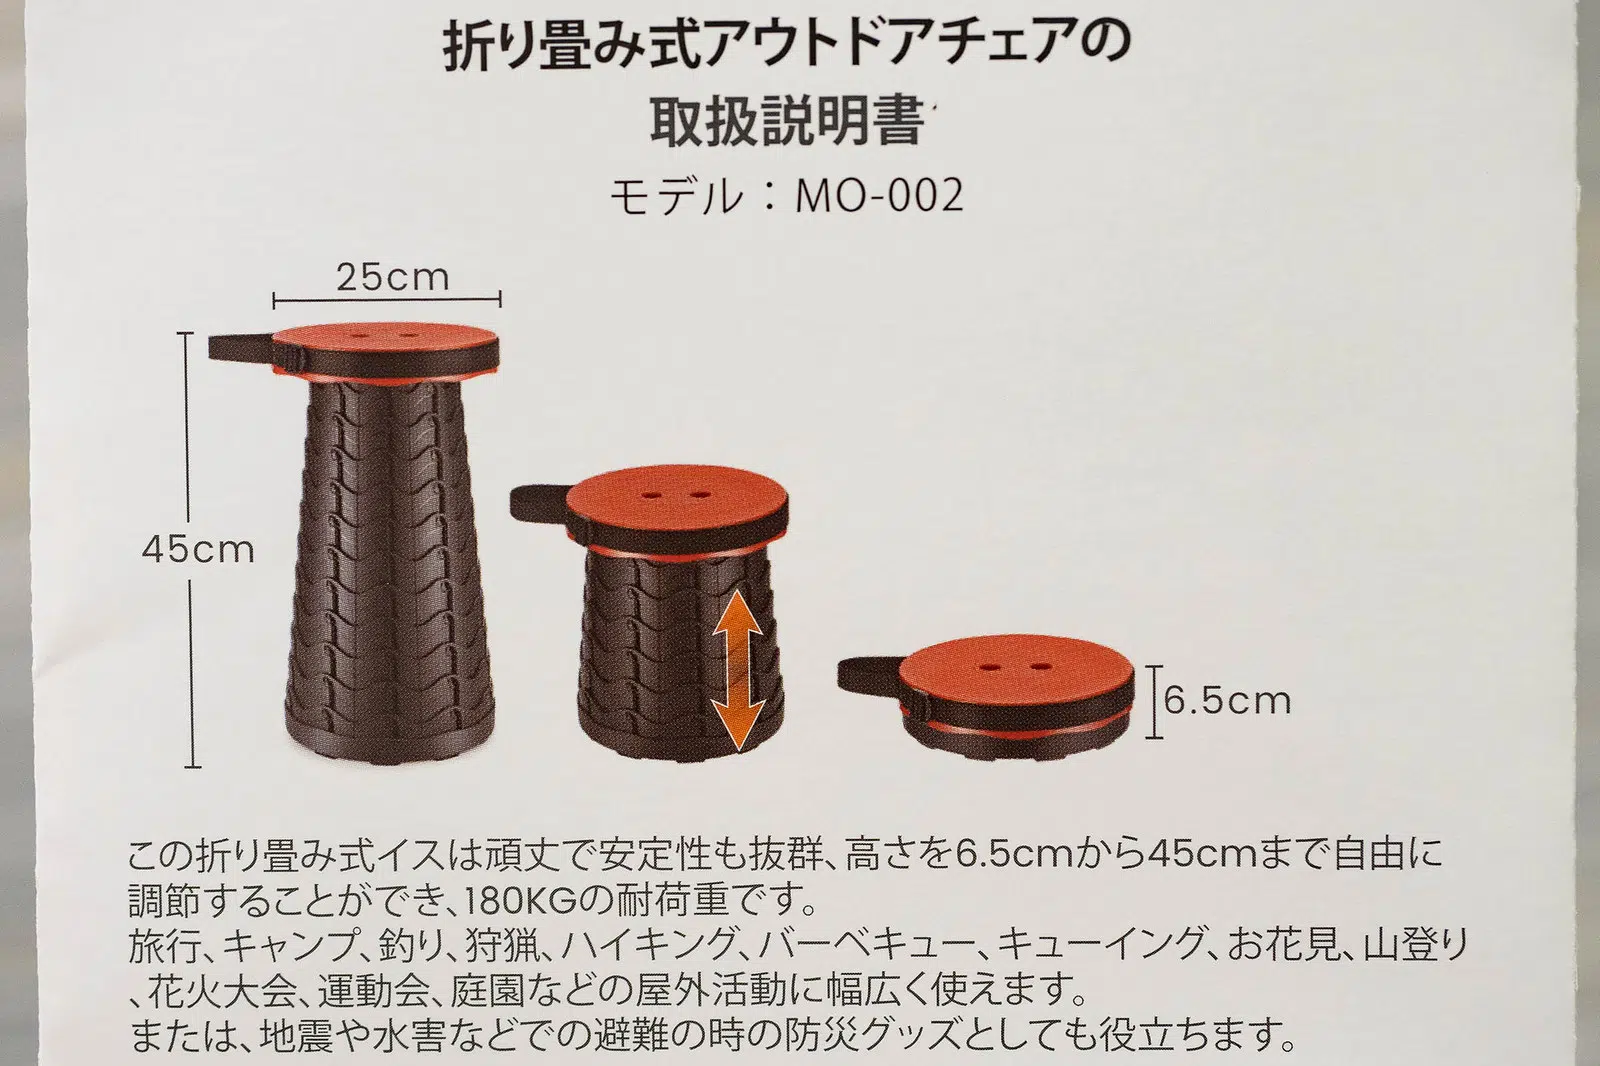 折り畳み式アウトドアチェアの
取扱説明書
モデル：MO-002
25cm
45cm
6.5cm
この折り畳み式イスは頑丈で安定性も抜群、高さを6.5cmから45cmまで自由に
調節することができ、180KGの耐荷重です。
旅行、キャンプ、釣り、狩猟、ハイキング、バーベキュー、キューイング、お花見、山登り
、花火大会、運動会、庭園などの屋外活動に幅広く使えます。
または、地震や水害などでの避難の時の防災グッズとしても役立ちます。